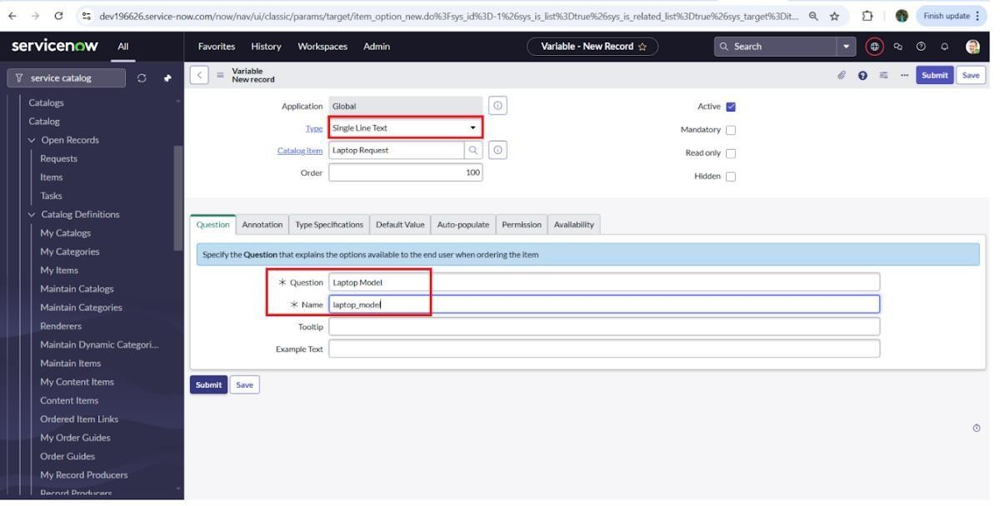 dev196626.service-now.com/now/nav/ui/classic/params/target/item_option_new.do%3Fsys_id%3D-1%26sys_is_list%3Dtrue%26sys_is_related_list%3Dtrue%26sys_target%3Dit...
Finish update
servicenow All Favorites History Workspaces Admin Variable - New Record Search
service catalog
Catalogs
Catalog
Open Records
Requests
Items
Tasks
Catalog Definitions
My Catalogs
My Categories
My Items
Maintain Catalogs
Maintain Categories
Renderers
Maintain Dynamic Categori...
Maintain Items
My Content Items
Content Items
Ordered Item Links
My Order Guides
Order Guides
My Record Producers
Record Producers
Variable
New record
Submit Save
Application Global
Type Single Line Text
Catalog item Laptop Request
Order 100
Active
Mandatory
Read only
Hidden
Question Annotation Type Specifications Default Value Auto-populate Permission Availability
Specify the Question that explains the options available to the end user when ordering the item
* Question Laptop Model
* Name laptop_model
Tooltip
Example Text
Submit Save